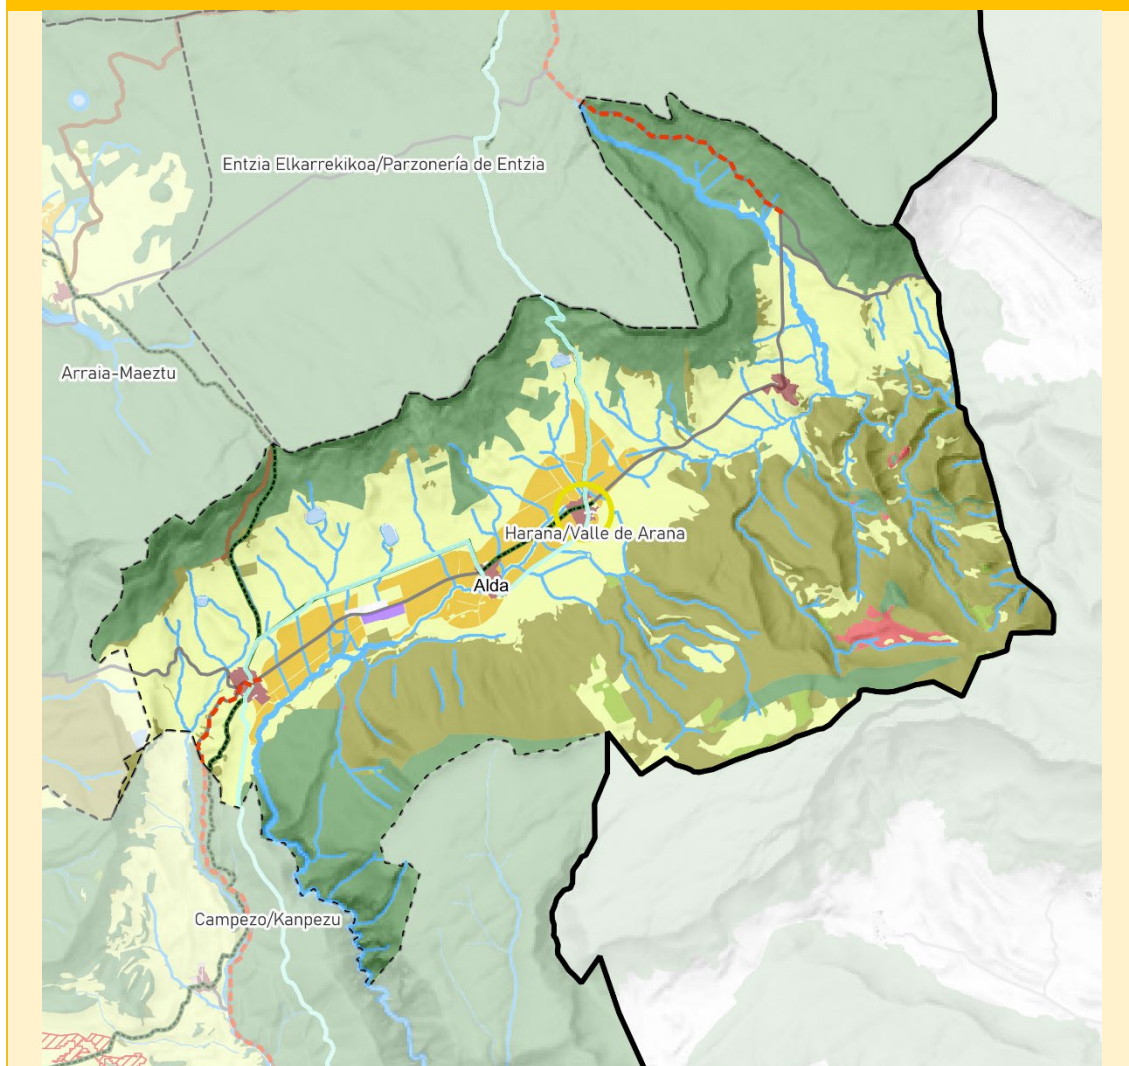 Entzia Elkarrekikoa/Parzonería de Entzia
Arraia-Maeztu
Harana/Valle de Arana
Alda
Campezo/Kanpezu